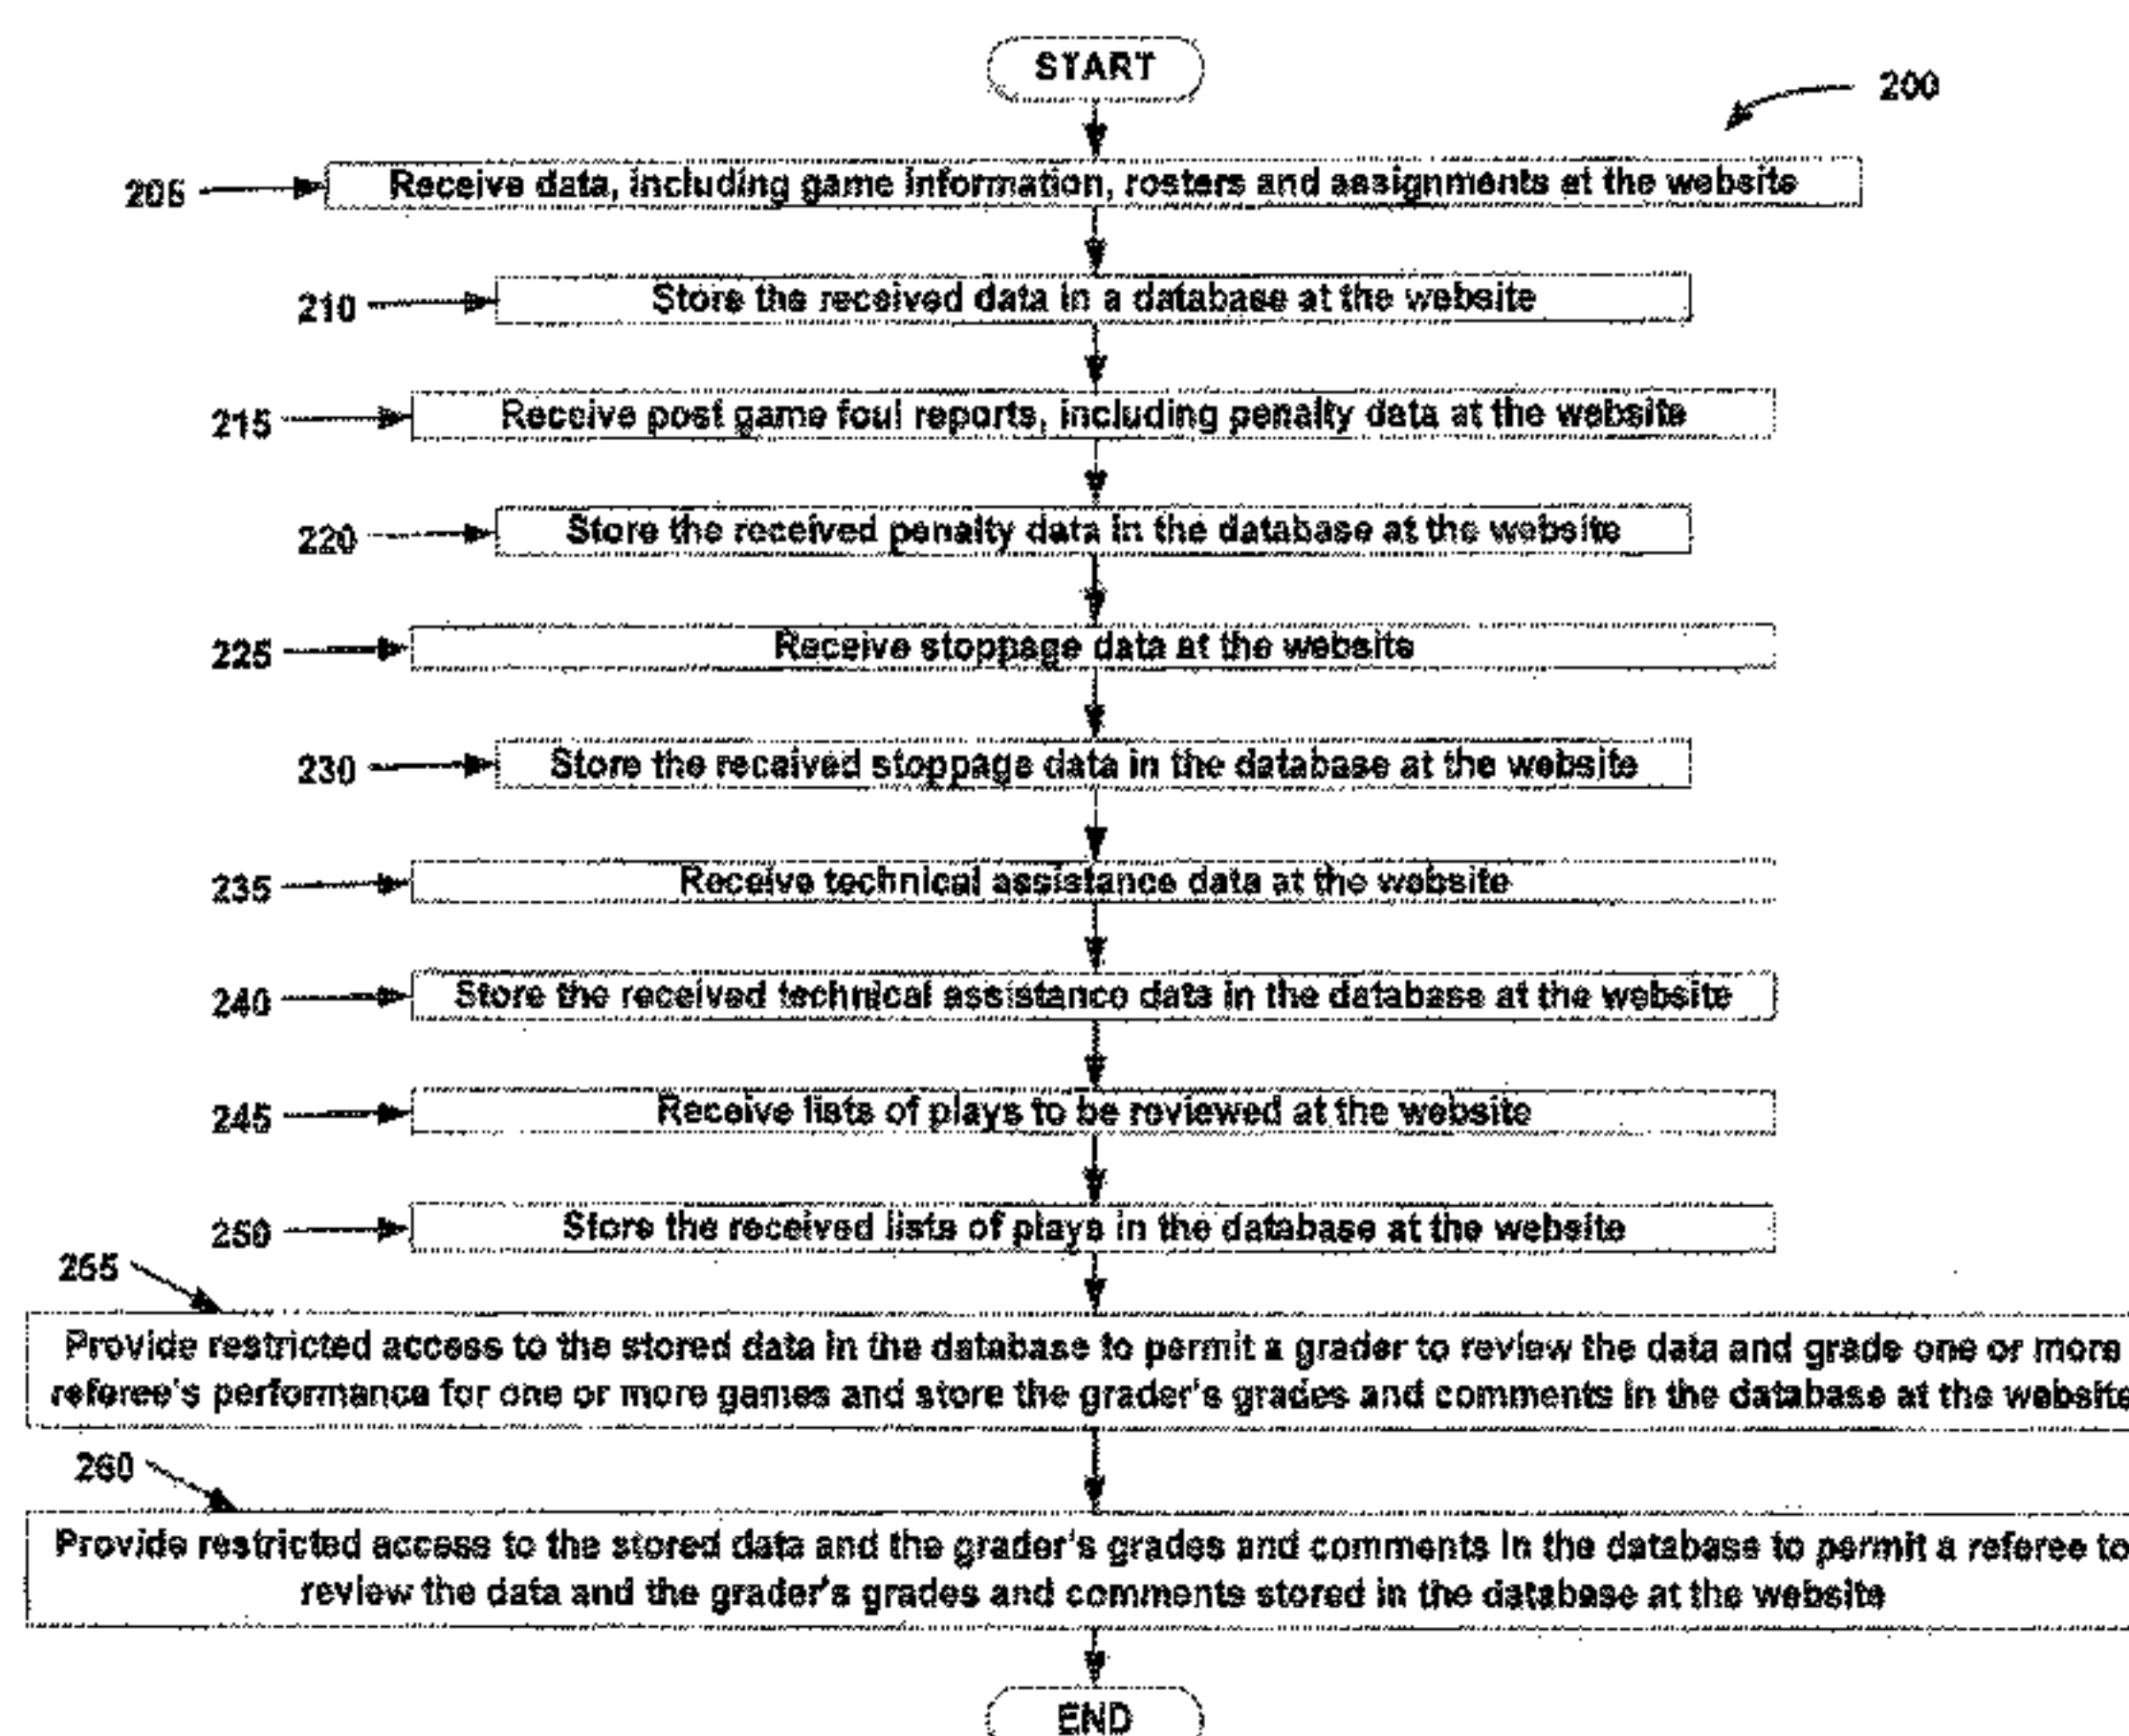 START
200
205
Receive data, including game information, rosters and assignments at the website
210
Store the received data in a database at the website
215
Receive post game foul reports, including penalty data at the website
220
Store the received penalty data in the database at the website
225
Receive stoppage data at the website
230
Store the received stoppage data in the database at the website
235
Receive technical assistance data at the website
240
Store the received technical assistance data in the database at the website
245
Receive lists of plays to be reviewed at the website
250
Store the received lists of plays in the database at the website
255
Provide restricted access to the stored data in the database to permit a grader to review the data and grade one or more
referee's performance for one or more games and store the grader's grades and comments in the database at the website
260
Provide restricted access to the stored data and the grader's grades and comments in the database to permit a referee to
review the data and the grader's grades and comments stored in the database at the website
END